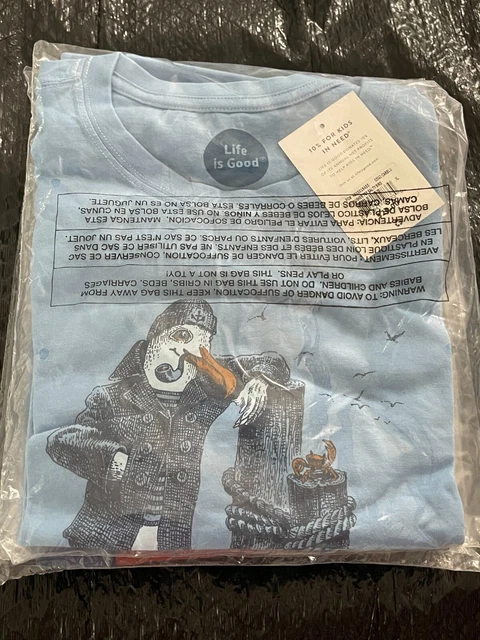 Life
is Good®
10% FOR KIDS
IN NEED*
WARNING: TO AVOID DANGER OF SUFFOCATION, KEEP THIS BAG AWAY FROM
BABIES AND CHILDREN. DO NOT USE THIS BAG IN CRIBS, BEDS, CARRIAGES
OR PLAY PENS. THIS BAG IS NOT A TOY!
AVERTISSEMENT: POUR ÉVITER LE DANGER DE SUFFOCATION, CONSERVER CE SAC
EN PLASTIQUE LOIN DES BÉBÉS ET DES ENFANTS. NE PAS UTILISER CE SAC DANS
LES BERCEAUX, LITS, VOITURES D'ENFANTS OU PARCS. CE SAC N'EST PAS UN JOUET.
ADVERTENCIA: PARA EVITAR EL PELIGRO DE SOFOCACION, MANTENGA ESTA
BOLSA DE PLASTICO LEJOS DE BEBES Y NIÑOS. NO USE ESTA BOLSA EN CUNAS,
CAMAS, CARROS DE BEBES O CORRALES. ESTA BOLSA NO ES UN JUGUETE.